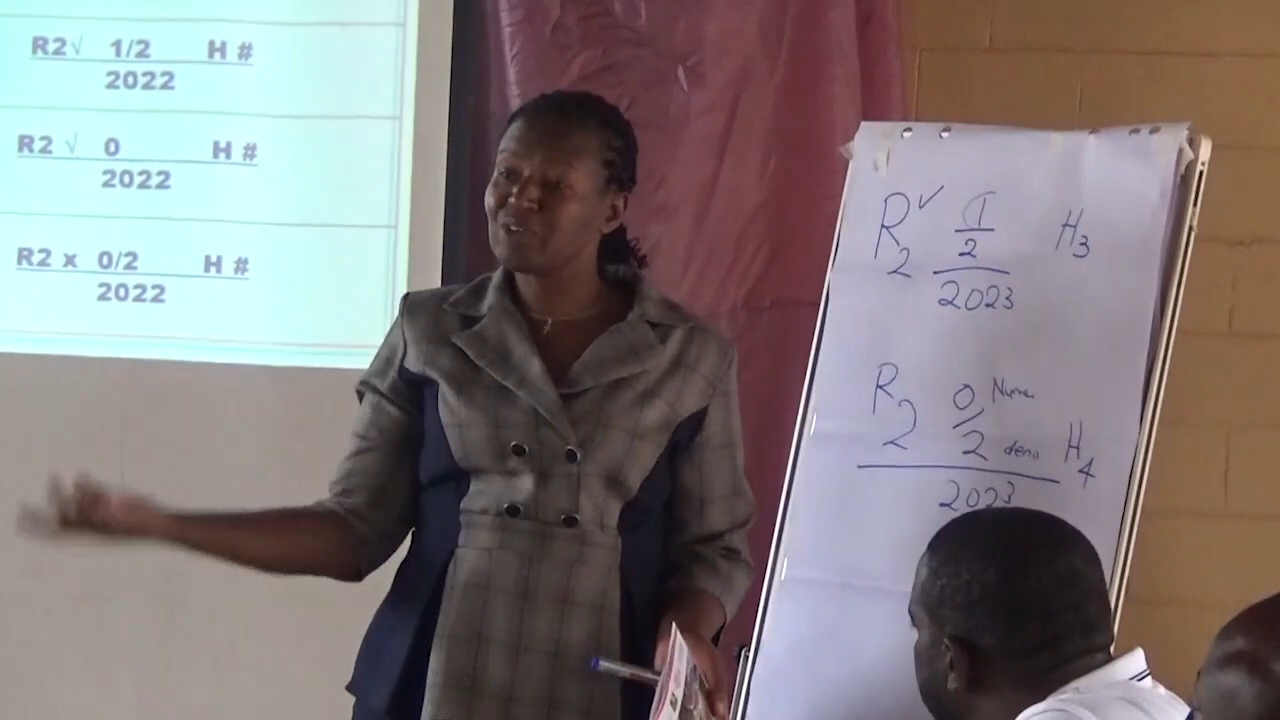 R2 √ 1/2 H #
2022
R2 √ 0 H #
2022
R2 x 0/2 H #
2022
R2 ✓ 1/2 H3
2023
R2 0/2 Nume deno H4
2023